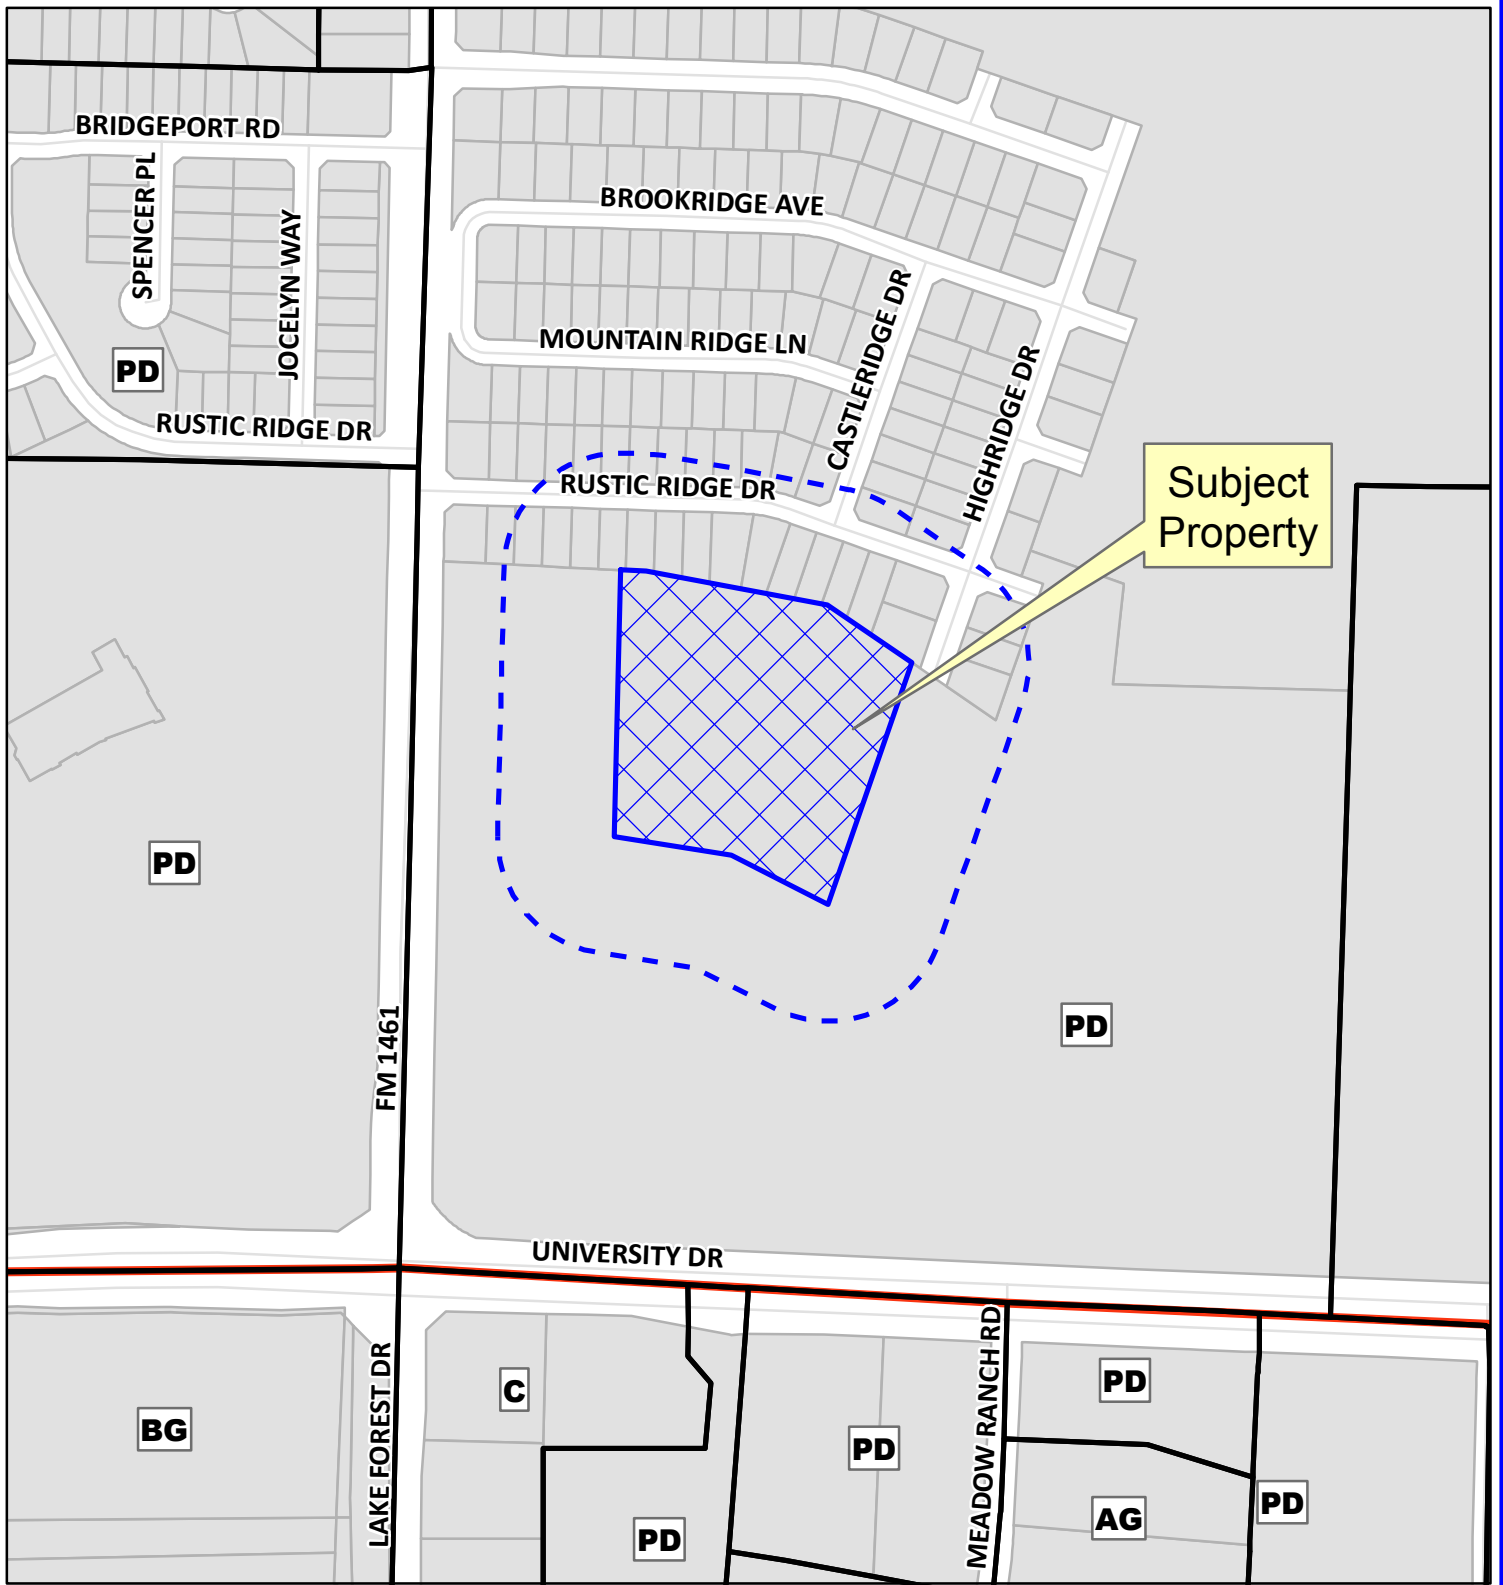 BRIDGEPORT RD
SPENCER PL
JOCELYN WAY
BROOKRIDGE AVE
MOUNTAIN RIDGE LN
CASTLERIDGE DR
HIGHRIDGE DR
PD
RUSTIC RIDGE DR
RUSTIC RIDGE DR
Subject
Property
PD
FM 1461
PD
UNIVERSITY DR
LAKE FOREST DR
MEADOW RANCH RD
C
PD
BG
PD
PD
AG
PD